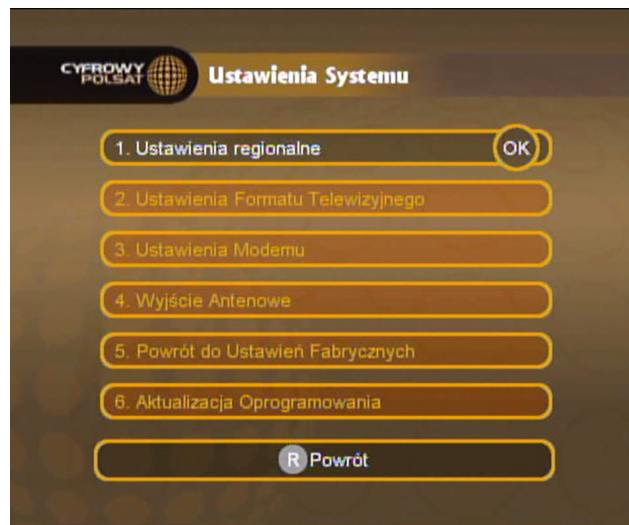 CYFROWY
POLSAT
Ustawienia Systemu
1. Ustawienia regionalne
OK
2. Ustawienia Formatu Telewizyjnego
3. Ustawienia Modemu
4. Wyjście Antenowe
5. Powrót do Ustawień Fabrycznych
6. Aktualizacja Oprogramowania
R Powrót